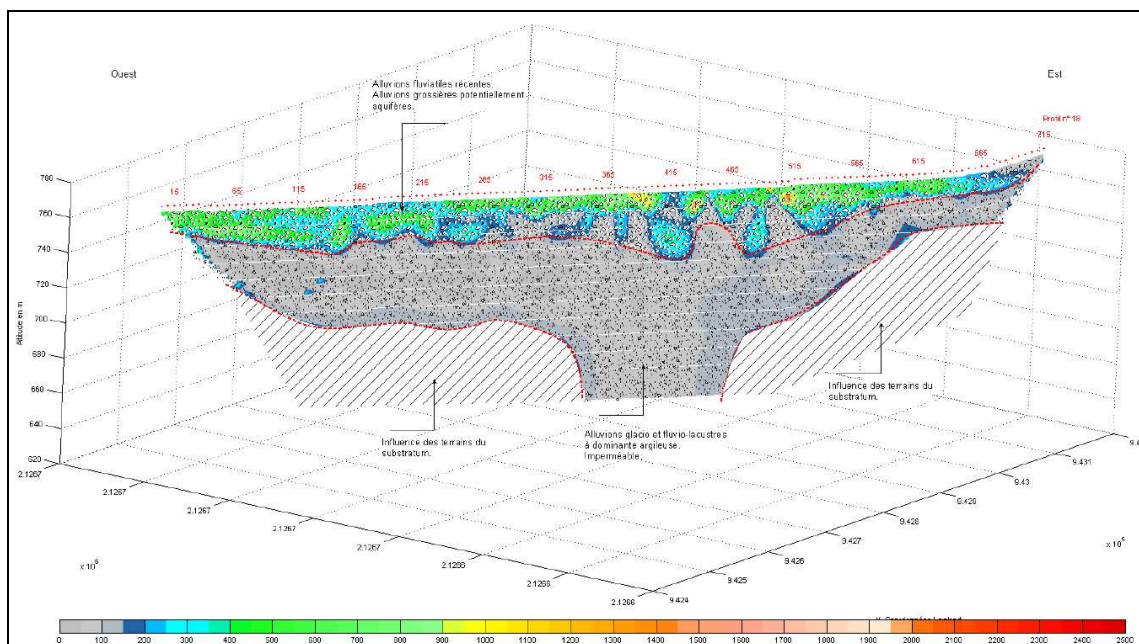 Ouest
Est
Alluvions fluviatiles récentes.
Alluvions grossières potentiellement
aquifères.
Profil n° 18
15 65 115 165 215 265 315 365 415 465 515 565 615 665 715
Altitude en m
780
760
740
720
700
680
660
640
620
Influence des terrains du
substratum.
Alluvions glacio et fluvio-lacustres
à dominante argileuse.
Imperméable;
Influence des terrains du
substratum.
2.1267
2.1267
2.1267
2.1267
2.1267
2.1266
2.1266
2.1266
9.424
9.425
9.426
9.427
9.428
9.429
9.43
9.431
x 10
x 10
0 100 200 300 400 500 600 700 800 900 1000 1100 1200 1300 1400 1500 1600 1700 1800 1900 2000 2100 2200 2300 2400 2500